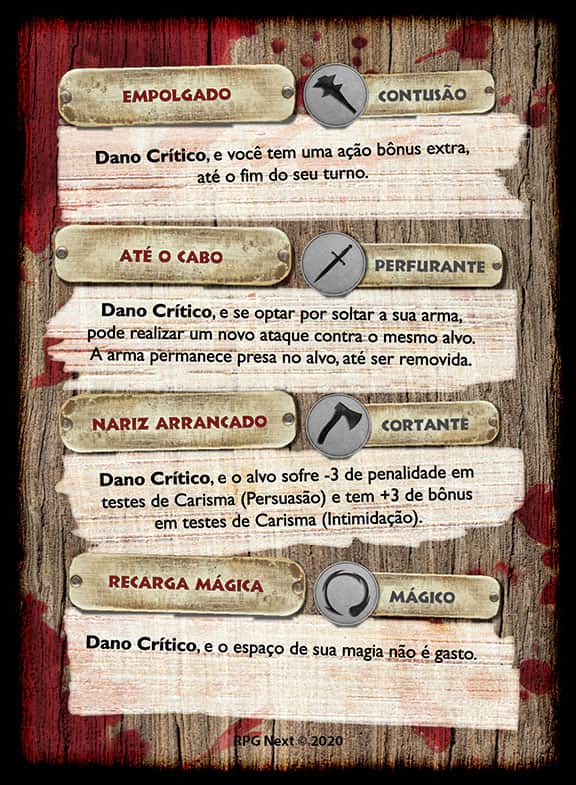 EMPOLGADO
CONTUSÃO
Dano Crítico, e você tem uma ação bônus extra,
até o fim do seu turno.
ATÉ O CABO
PERFURANTE
Dano Crítico, e se optar por soltar a sua arma,
pode realizar um novo ataque contra o mesmo alvo.
A arma permanece presa no alvo, até ser removida.
NARIZ ARRANCADO
CORTANTE
Dano Crítico, e o alvo sofre -3 de penalidade em
testes de Carisma (Persuasão) e tem +3 de bônus
em testes de Carisma (Intimidação).
RECARGA MÁGICA
MÁGICO
Dano Crítico, e o espaço de sua magia não é gasto.
RPG Next © 2020